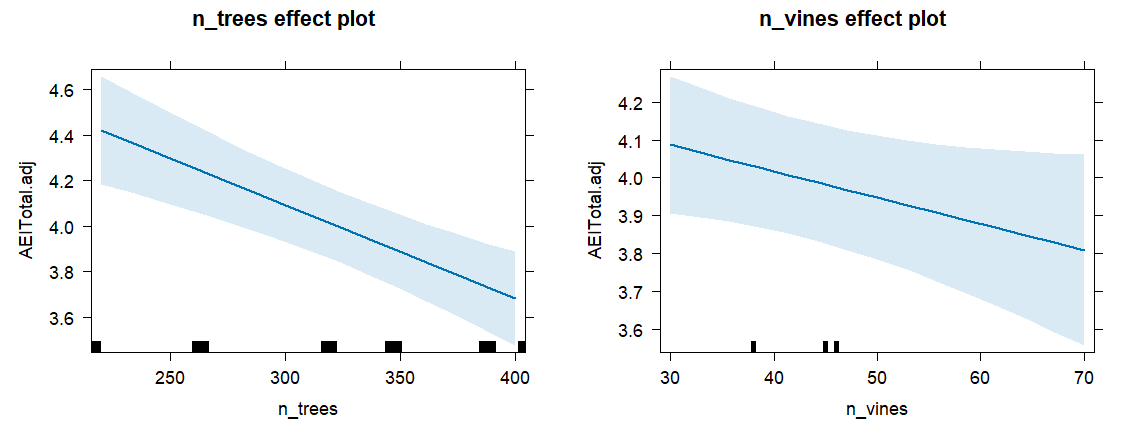 n_trees effect plot
AEITotal.adj
4.6
4.4
4.2
4.0
3.8
3.6
250 300 350 400
n_trees
n_vines effect plot
AEITotal.adj
4.2
4.1
4.0
3.9
3.8
3.7
3.6
30 40 50 60 70
n_vines